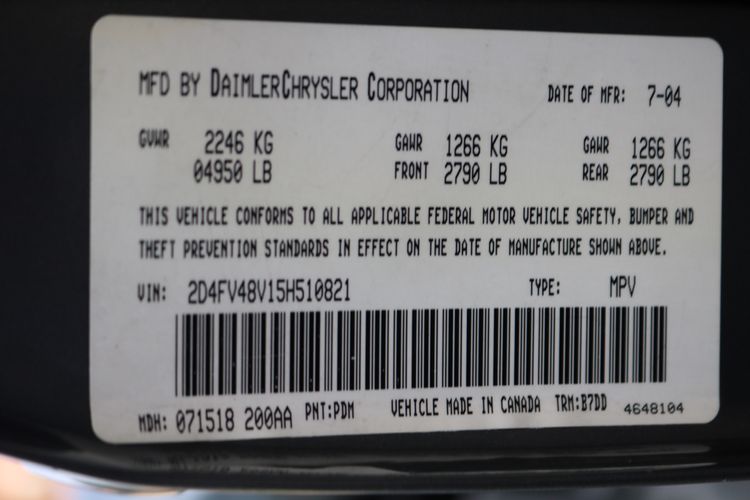 MFD BY DAIMLERCHRYSLER CORPORATION DATE OF MFR: 7-04
GVWR 2246 KG GAWR 1266 KG GAWR 1266 KG
04950 LB FRONT 2790 LB REAR 2790 LB
THIS VEHICLE CONFORMS TO ALL APPLICABLE FEDERAL MOTOR VEHICLE SAFETY, BUMPER AND
THEFT PREVENTION STANDARDS IN EFFECT ON THE DATE OF MANUFACTURE SHOWN ABOVE.
VIN: 2D4FV48V15H510821 TYPE: MPV
MDH: 071518 200AA PNT:PDM VEHICLE MADE IN CANADA TRM:B7DD 4648104